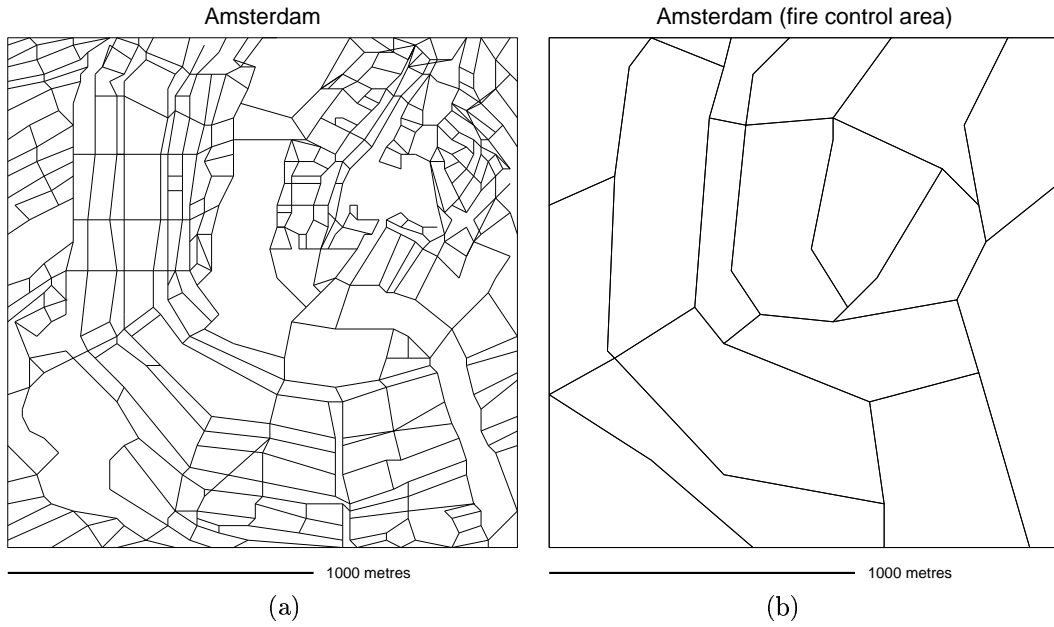 Amsterdam
Amsterdam (fire control area)
1000 metres
1000 metres
(a)
(b)